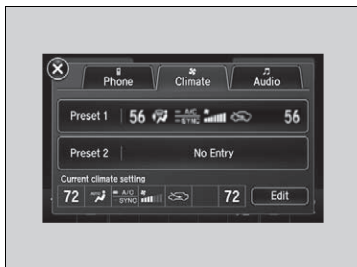 Phone Climate Audio
Preset 1 56 A/C SYNC 56
Preset 2 No Entry
Current climate setting
72 AUTO A/C SYNC 72 Edit